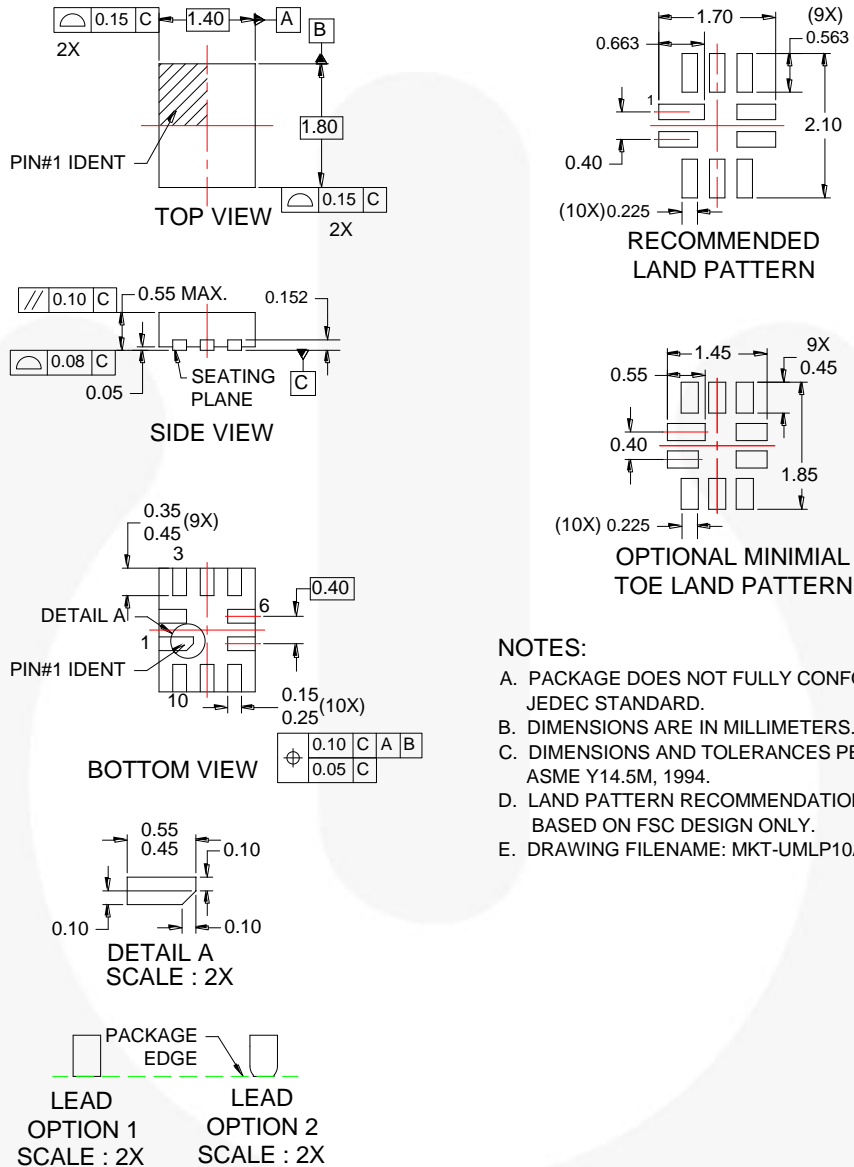 0.15 C
1.40
A
B
2X
1.80
PIN#1 IDENT
0.15 C
TOP VIEW
2X
0.10 C
0.55 MAX.
0.152
0.08 C
0.05
SEATING
PLANE
C
SIDE VIEW
0.35
0.45
(9X)
3
0.40
DETAIL A
6
1
PIN#1 IDENT
10
0.15
0.25
(10X)
0.10 C A B
0.05 C
BOTTOM VIEW
0.55
0.45
0.10
0.10
0.10
DETAIL A
SCALE : 2X
PACKAGE
EDGE
LEAD
OPTION 1
SCALE : 2X
LEAD
OPTION 2
SCALE : 2X
1.70
(9X)
0.563
0.663
1
2.10
0.40
(10X) 0.225
RECOMMENDED
LAND PATTERN
1.45
9X
0.45
0.55
0.40
1.85
(10X) 0.225
OPTIONAL MINIMIAL
TOE LAND PATTERN
NOTES:
A. PACKAGE DOES NOT FULLY
JEDEC STANDARD.
B. DIMENSIONS ARE IN MILLIMETERS.
C. DIMENSIONS AND TOLERANCES
ASME Y14.5M, 1994.
D. LAND PATTERN
BASED ON FSC DESIGN ONLY.
E. DRAWING FILENAME: